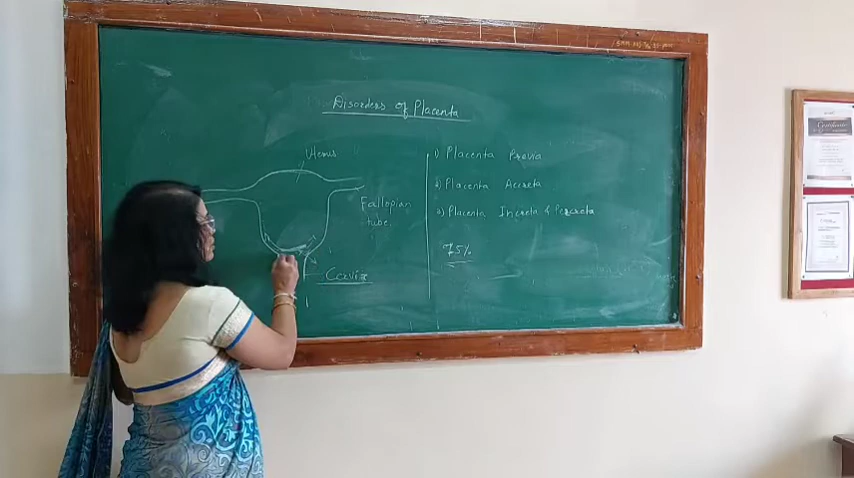 Disorders of Placenta
Uterus
Fallopian
tube.
Cervix
1) Placenta Previa
2) Placenta Accreta
3) Placenta Increta & Percreta
75%